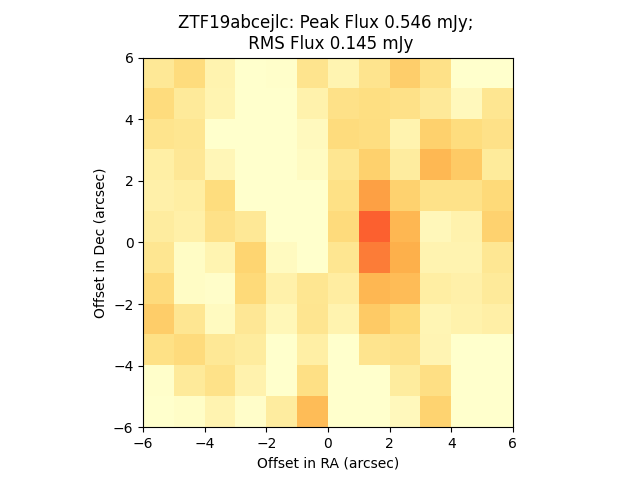 ZTF19abcejlc: Peak Flux 0.546 mJy;
RMS Flux 0.145 mJy
6
4
2
0
−2
−4
−6
Offset in Dec (arcsec)
−6 −4 −2 0 2 4 6
Offset in RA (arcsec)